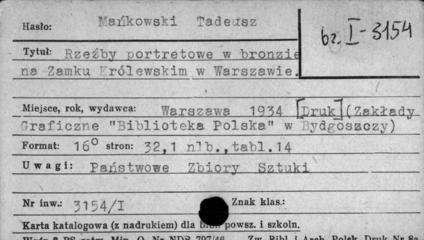 Hasło: Mańkowski Tadeusz
bz. I-3154
Tytuł: Rzeźby portretowe w bronzie
na Zamku Królewskim w Warszawie.
Miejsce, rok, wydawca: Warszawa 1934 [Druk] (Zakłady
Graficzne "Biblioteka Polska" w Bydgoszczy)
Format: 16° stron: 32,1 nlb., tabl.14
Uwagi: Państwowe Zbiory Sztuki
Nr inw.: 3154/I Znak klas.:
Karta katalogowa (z nadrukiem) dla powsz. i szkoln.